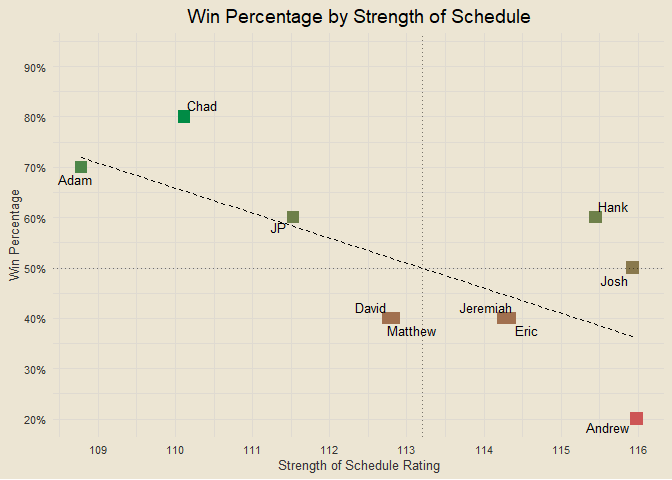 Win Percentage by Strength of Schedule
90%
80%
70%
60%
50%
40%
30%
20%
Win Percentage
Chad
Adam
JP
Hank
Josh
David
Matthew
Jeremiah
Eric
Andrew
109
110
111
112
113
114
115
116
Strength of Schedule Rating